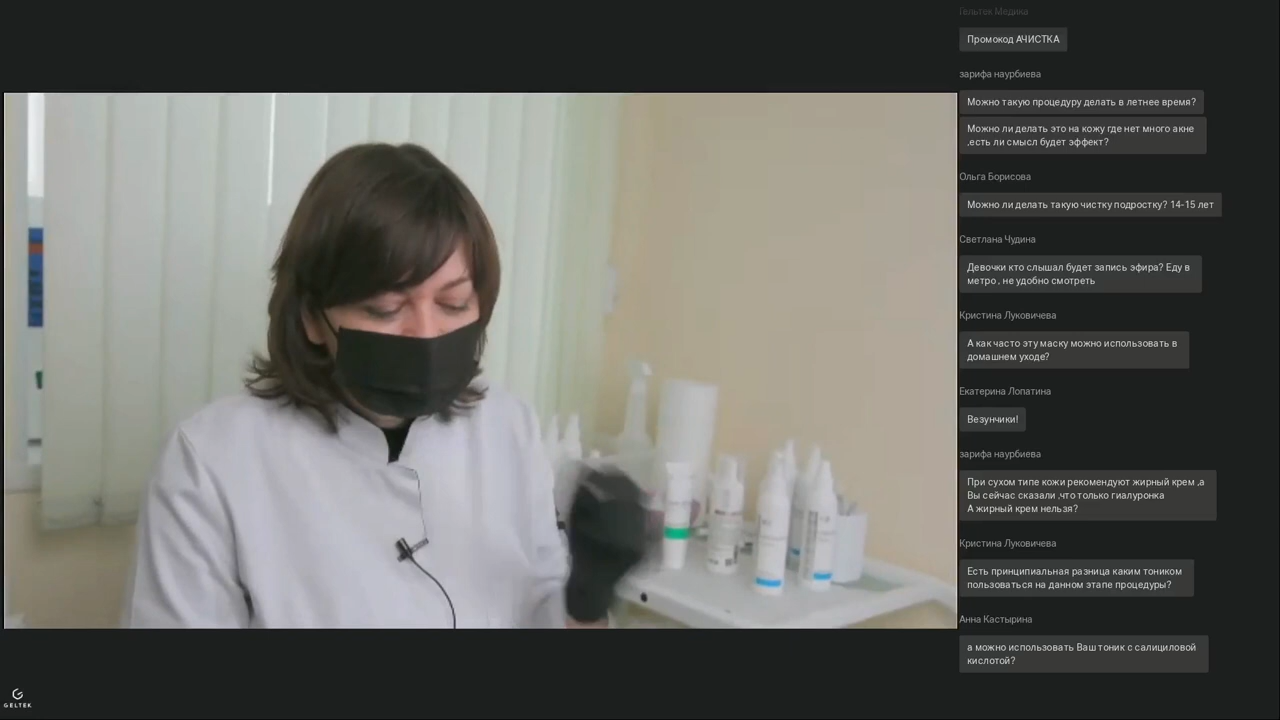 Гельтек Медика
Промокод АЧИСТКА
зарифа наурбиева
Можно такую процедуру делать в летнее время?
Можно ли делать это на кожу где нет много акне
,есть ли смысл будет эффект?
Ольга Борисова
Можно ли делать такую чистку подростку? 14-15 лет
Светлана Чудина
Девочки кто слышал будет запись эфира? Еду в
метро , не удобно смотреть
Кристина Луковичева
А как часто эту маску можно использовать в
домашнем уходе?
Екатерина Лопатина
Везунчики!
зарифа наурбиева
При сухом типе кожи рекомендуют жирный крем ,а
Вы сейчас сказали ,что только гиалуронка
А жирный крем нельзя?
Кристина Луковичева
Есть принципиальная разница каким тоником
пользоваться на данном этапе процедуры?
Анна Кастырина
а можно использовать Ваш тоник с салициловой
кислотой?
GELTEK